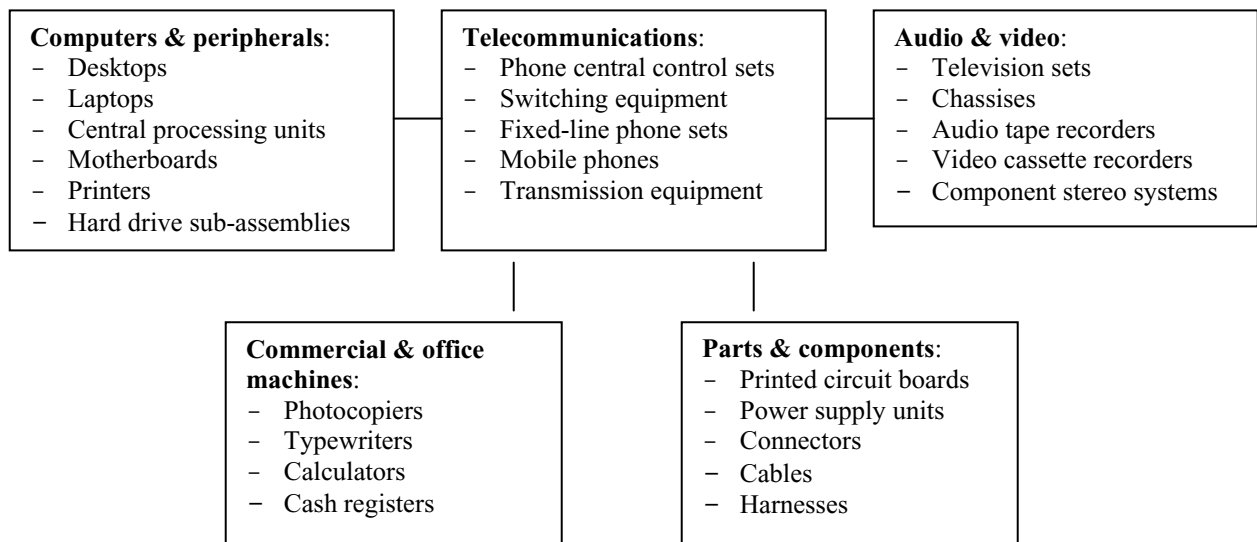 Computers & peripherals:
– Desktops
– Laptops
– Central processing units
– Motherboards
– Printers
– Hard drive sub-assemblies
Telecommunications:
– Phone central control sets
– Switching equipment
– Fixed-line phone sets
– Mobile phones
– Transmission equipment
Audio & video:
– Television sets
– Chassises
– Audio tape recorders
– Video cassette recorders
– Component stereo systems
Commercial & office
machines:
– Photocopiers
– Typewriters
– Calculators
– Cash registers
Parts & components:
– Printed circuit boards
– Power supply units
– Connectors
– Cables
– Harnesses